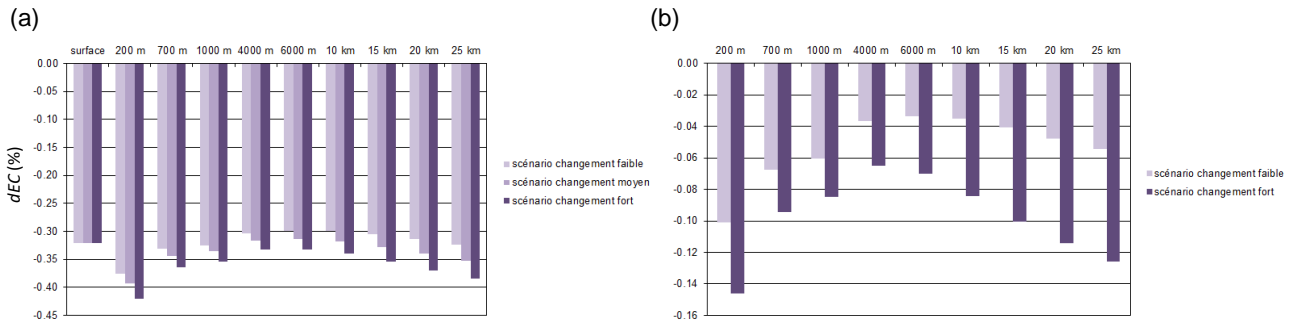 (a)
surface 200 m 700 m 1000 m 4000 m 6000 m 10 km 15 km 20 km 25 km
0.00
-0.05
-0.10
-0.15
-0.20
-0.25
-0.30
-0.35
-0.40
-0.45
dEC (%)
scénario changement faible
scénario changement moyen
scénario changement fort
(b)
200 m 700 m 1000 m 4000 m 6000 m 10 km 15 km 20 km 25 km
0.00
-0.02
-0.04
-0.06
-0.08
-0.10
-0.12
-0.14
-0.16
scénario changement faible
scénario changement fort